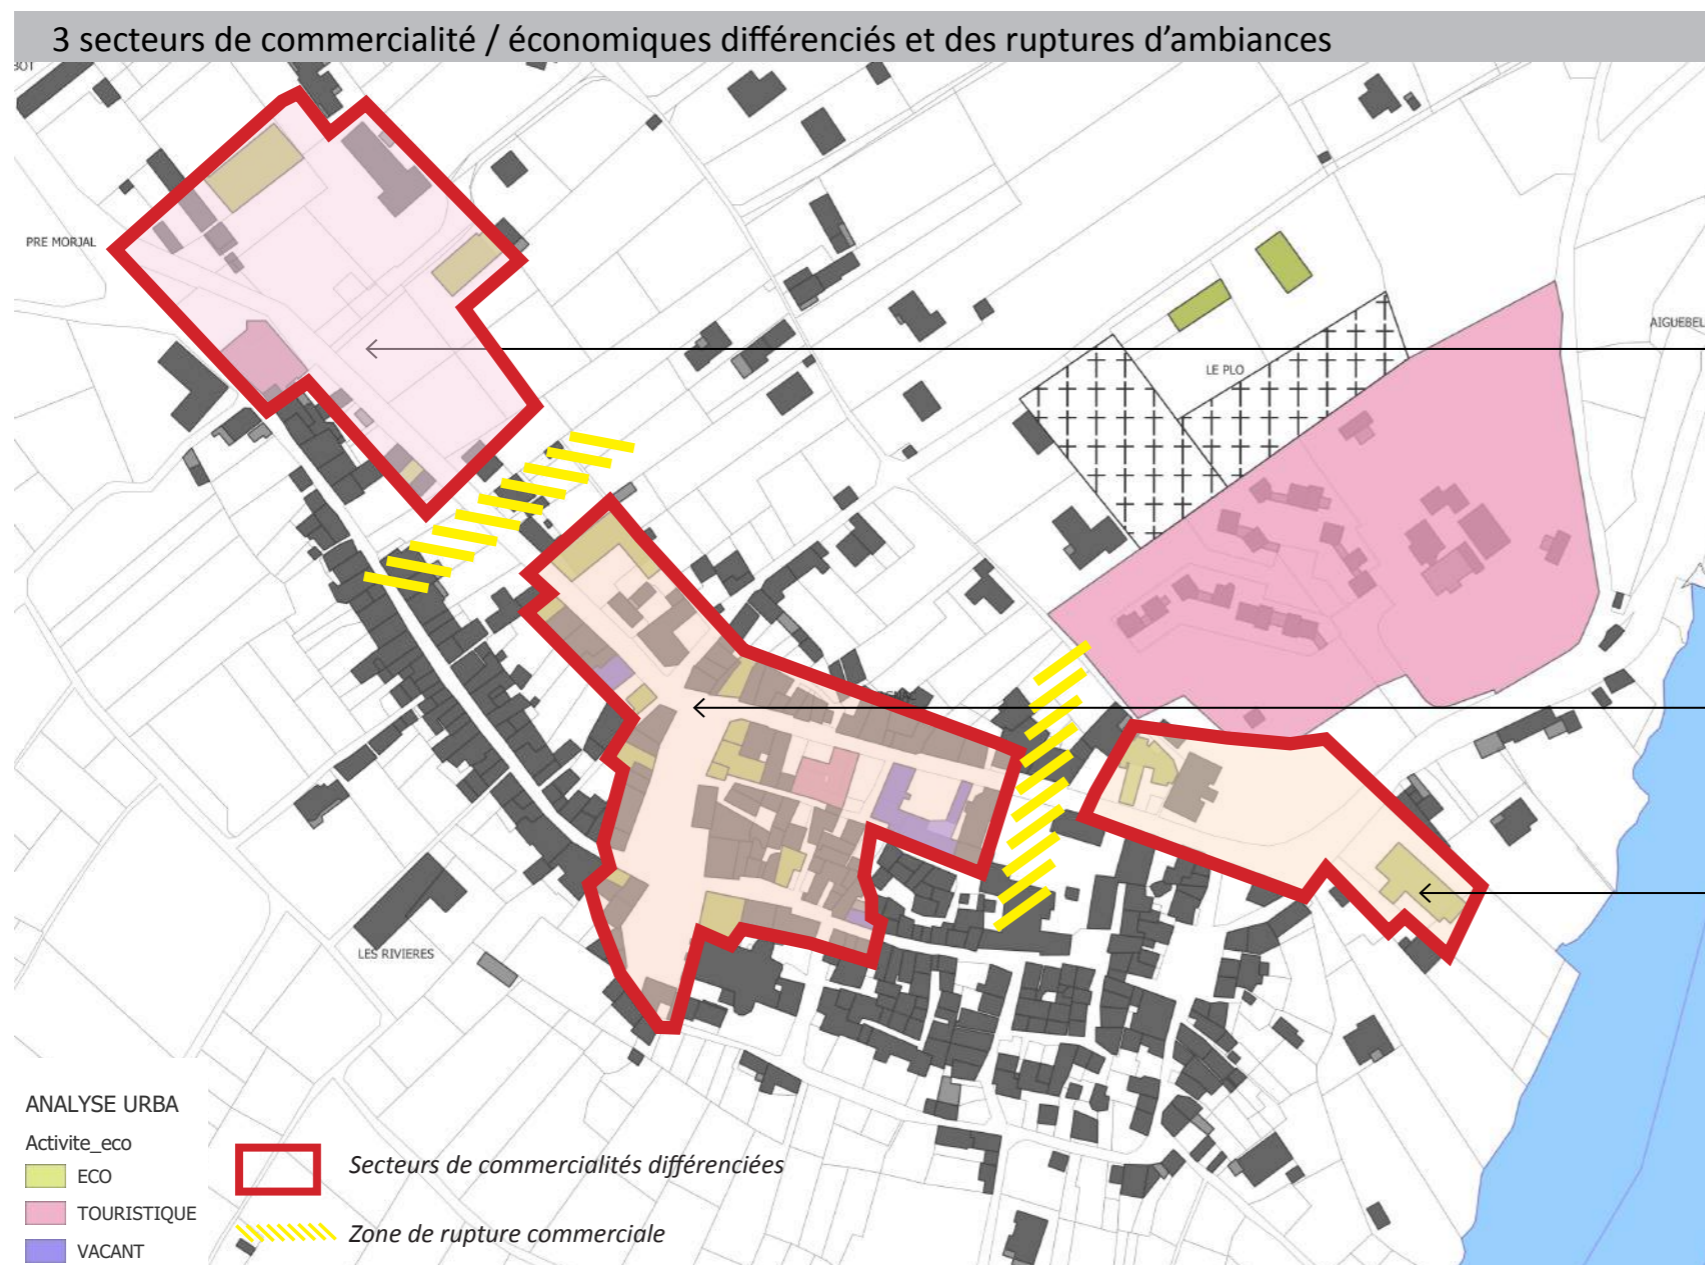 3 secteurs de commercialité / économiques différenciés et des ruptures d'ambiances
BOT
PRE MORJAL
AIGUEBEL
LE PLO
LES RIVIERES
ANALYSE URBA
Activite_eco
ECO
TOURISTIQUE
VACANT
Secteurs de commercialités différenciées
Zone de rupture commerciale